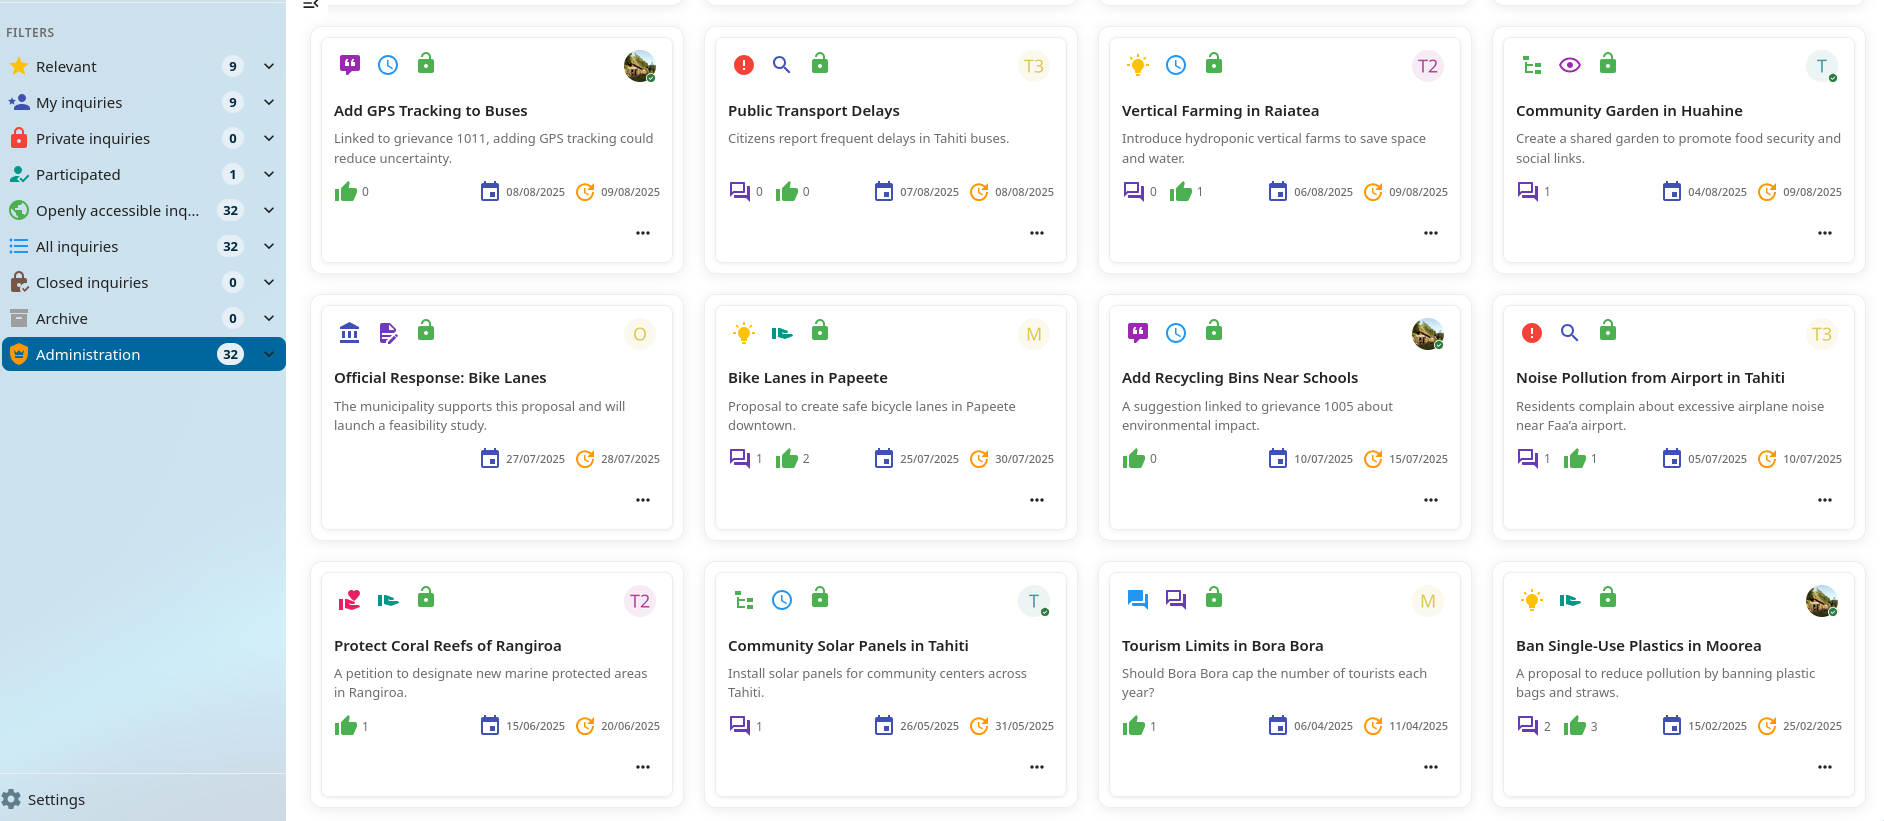 FILTERS
Relevant 9
My inquiries 9
Private inquiries 0
Participated 1
Openly accessible inq... 32
All inquiries 32
Closed inquiries 0
Archive 0
Administration 32
Settings
Add GPS Tracking to Buses
Linked to grievance 1011, adding GPS tracking could
reduce uncertainty.
0 08/08/2025 09/08/2025
T3
Public Transport Delays
Citizens report frequent delays in Tahiti buses.
0 0 07/08/2025 08/08/2025
T2
Vertical Farming in Raiatea
Introduce hydroponic vertical farms to save space
and water.
0 1 06/08/2025 09/08/2025
T
Community Garden in Huahine
Create a shared garden to promote food security and
social links.
1 04/08/2025 09/08/2025
O
Official Response: Bike Lanes
The municipality supports this proposal and will
launch a feasibility study.
27/07/2025 28/07/2025
M
Bike Lanes in Papeete
Proposal to create safe bicycle lanes in Papeete
downtown.
1 2 25/07/2025 30/07/2025
Add Recycling Bins Near Schools
A suggestion linked to grievance 1005 about
environmental impact.
0 10/07/2025 15/07/2025
T3
Noise Pollution from Airport in Tahiti
Residents complain about excessive airplane noise
near Faa'a airport.
1 1 05/07/2025 10/07/2025
T2
Protect Coral Reefs of Rangiroa
A petition to designate new marine protected areas
in Rangiroa.
1 15/06/2025 20/06/2025
T
Community Solar Panels in Tahiti
Install solar panels for community centers across
Tahiti.
1 26/05/2025 31/05/2025
M
Tourism Limits in Bora Bora
Should Bora Bora cap the number of tourists each
year?
1 06/04/2025 11/04/2025
Ban Single-Use Plastics in Moorea
A proposal to reduce pollution by banning plastic
bags and straws.
2 3 15/02/2025 25/02/2025